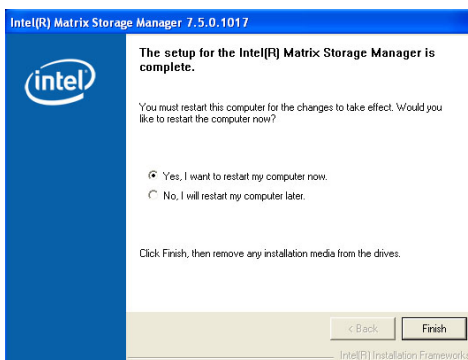 Intel(R) Matrix Storage Manager 7.5.0.1017
The setup for the Intel(R) Matrix Storage Manager is
complete.
intel
You must restart this computer for the changes to take effect. Would you
like to restart the computer now?
Yes, I want to restart my computer now.
No, I will restart my computer later.
Click Finish, then remove any installation media from the drives.
< Back
Finish
Intel(R) Installation Frameworks